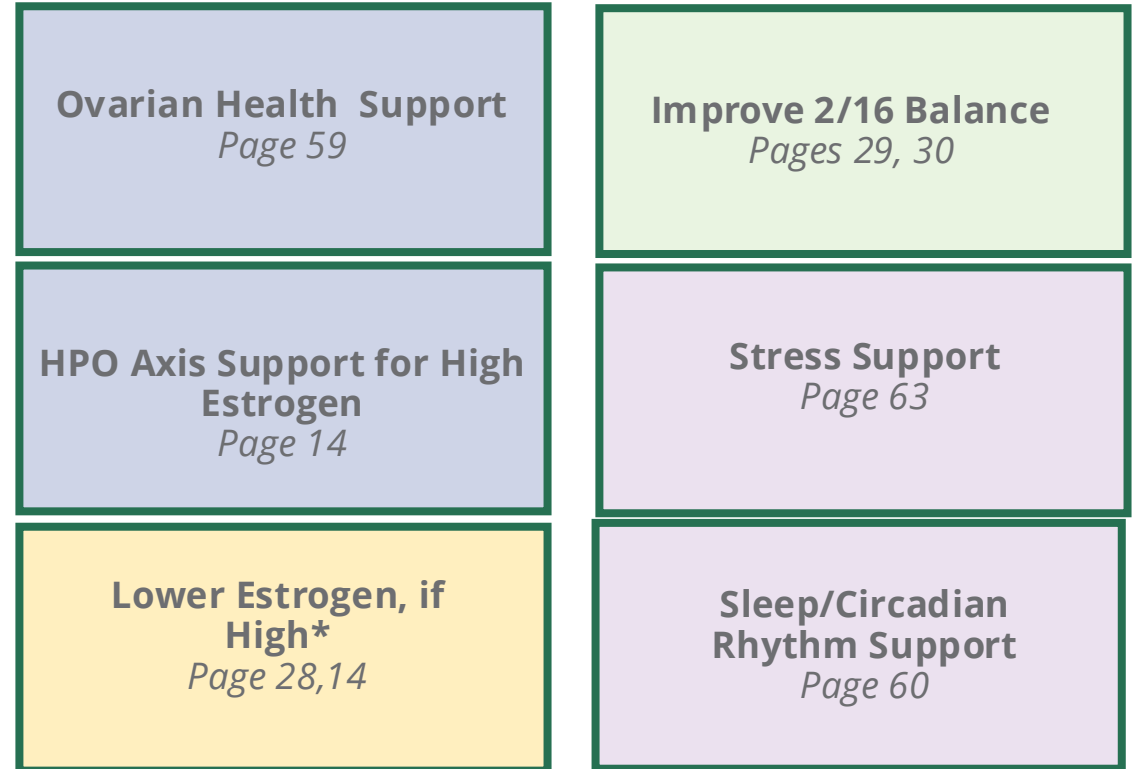 Ovarian Health  Support
Page 59
HPO Axis Support for High
Estrogen
Page 14
Lower Estrogen, if
High*
Page 28,14
Improve 2/16 Balance
Pages 29, 30
Stress Support
Page 63
Sleep/Circadian
Rhythm Support
Page 60